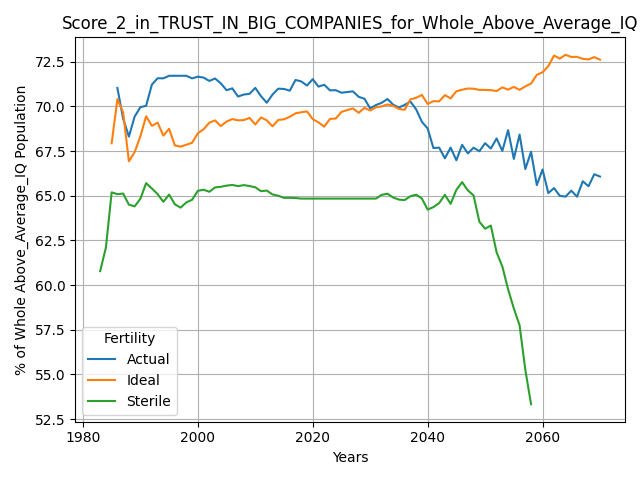 Score_2_in_TRUST_IN_BIG_COMPANIES_for_Whole_Above_Average_IQ
% of Whole Above_Average_IQ Population
72.5
70.0
67.5
65.0
62.5
60.0
57.5
55.0
52.5
Fertility
Actual
Ideal
Sterile
1980
2000
2020
2040
2060
Years